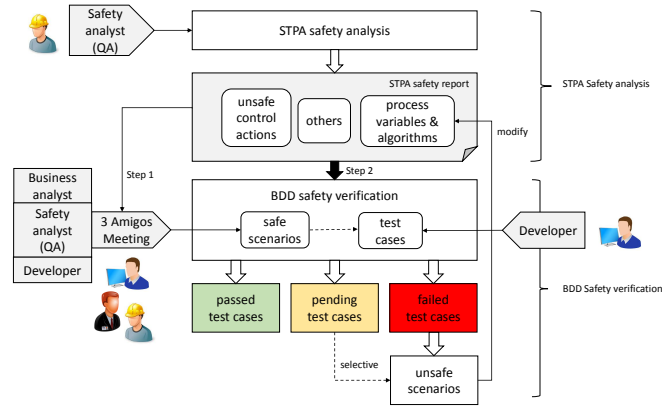 Safety
analyst
(QA)
STPA safety analysis
STPA safety report
unsafe
control
actions
others
process
variables &
algorithms
STPA Safety analysis
modify
Step 1
Step 2
Business
analyst
Safety
analyst
(QA)
Developer
3 Amigos
Meeting
BDD safety verification
safe
scenarios
test
cases
Developer
passed
test cases
pending
test cases
failed
test cases
BDD Safety verification
selective
unsafe
scenarios